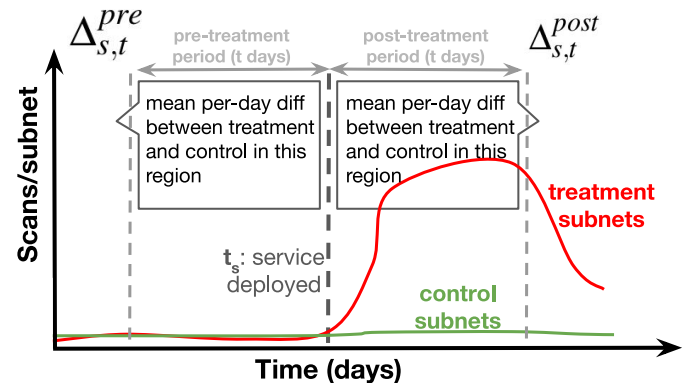 Δ^{pre}_{s,t}
pre-treatment
period (t days)
post-treatment
period (t days)
Δ^{post}_{s,t}
mean per-day diff
between treatment
and control in this
region
mean per-day diff
between treatment
and control in this
region
treatment
subnets
t_s: service
deployed
control
subnets
Scans/subnet
Time (days)